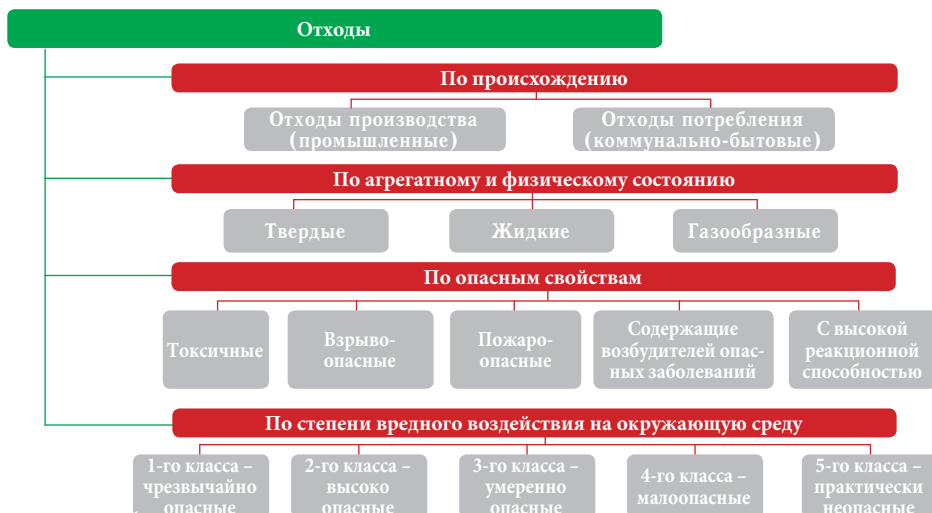 Отходы
По происхождению
Отходы производства
(промышленные)
Отходы потребления
(коммунально-бытовые)
По агрегатному и физическому состоянию
Твердые
Жидкие
Газообразные
По опасным свойствам
Токсичные
Взрыво-
опасные
Пожаро-
опасные
Содержащие
возбудителей опас-
ных заболеваний
С высокой
реакционной
способностью
По степени вредного воздействия на окружающую среду
1-го класса –
чрезвычайно
опасные
2-го класса –
высоко
опасные
3-го класса –
умеренно
опасные
4-го класса –
малоопасные
5-го класса –
практически
неопасные